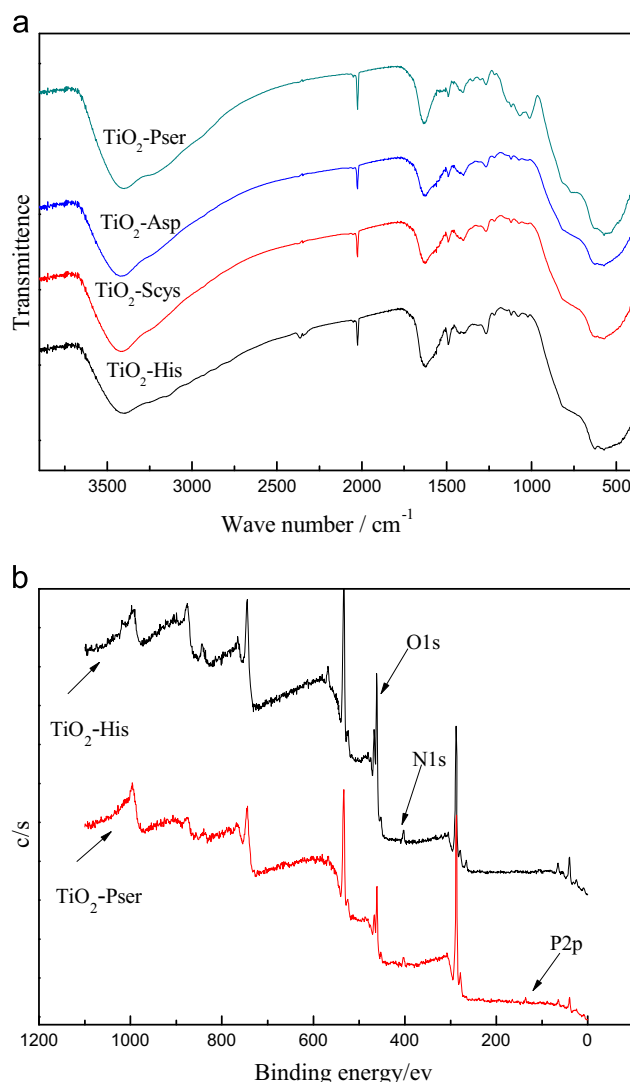 a
TiO₂-Pser
TiO₂-Asp
TiO₂-Scys
TiO₂-His
Transmittence
3500 3000 2500 2000 1500 1000 500
Wave number / cm⁻¹
b
O1s
TiO₂-His
N1s
c/s
TiO₂-Pser
P2p
1200 1000 800 600 400 200 0
Binding energy/ev